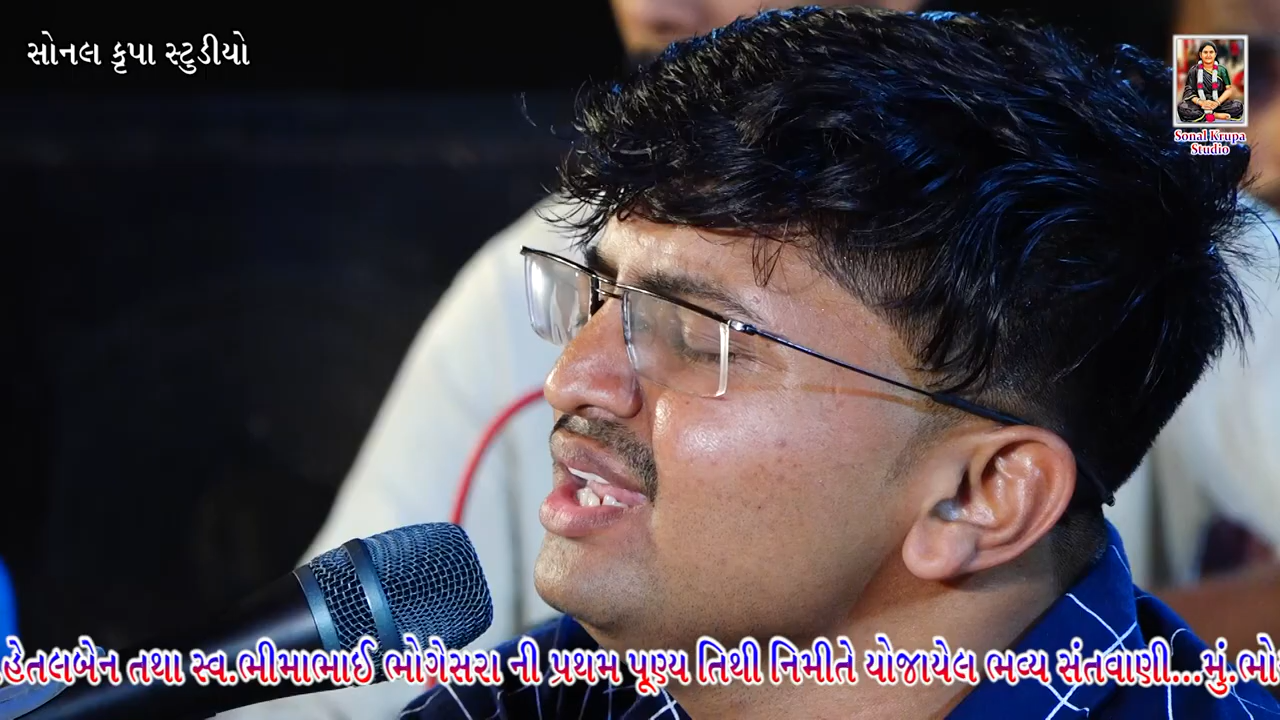 સોનલ કૃપા સ્ટુડીયો
Sonal Krupa
Studio
.હેતલબેન તથા સ્વ.ભીમાભાઈ ભોગેસરા ની પ્રથમ પૂણ્ય તિથી નિમીતે યોજાયેલ ભવ્ય સંતવાણી...મું.